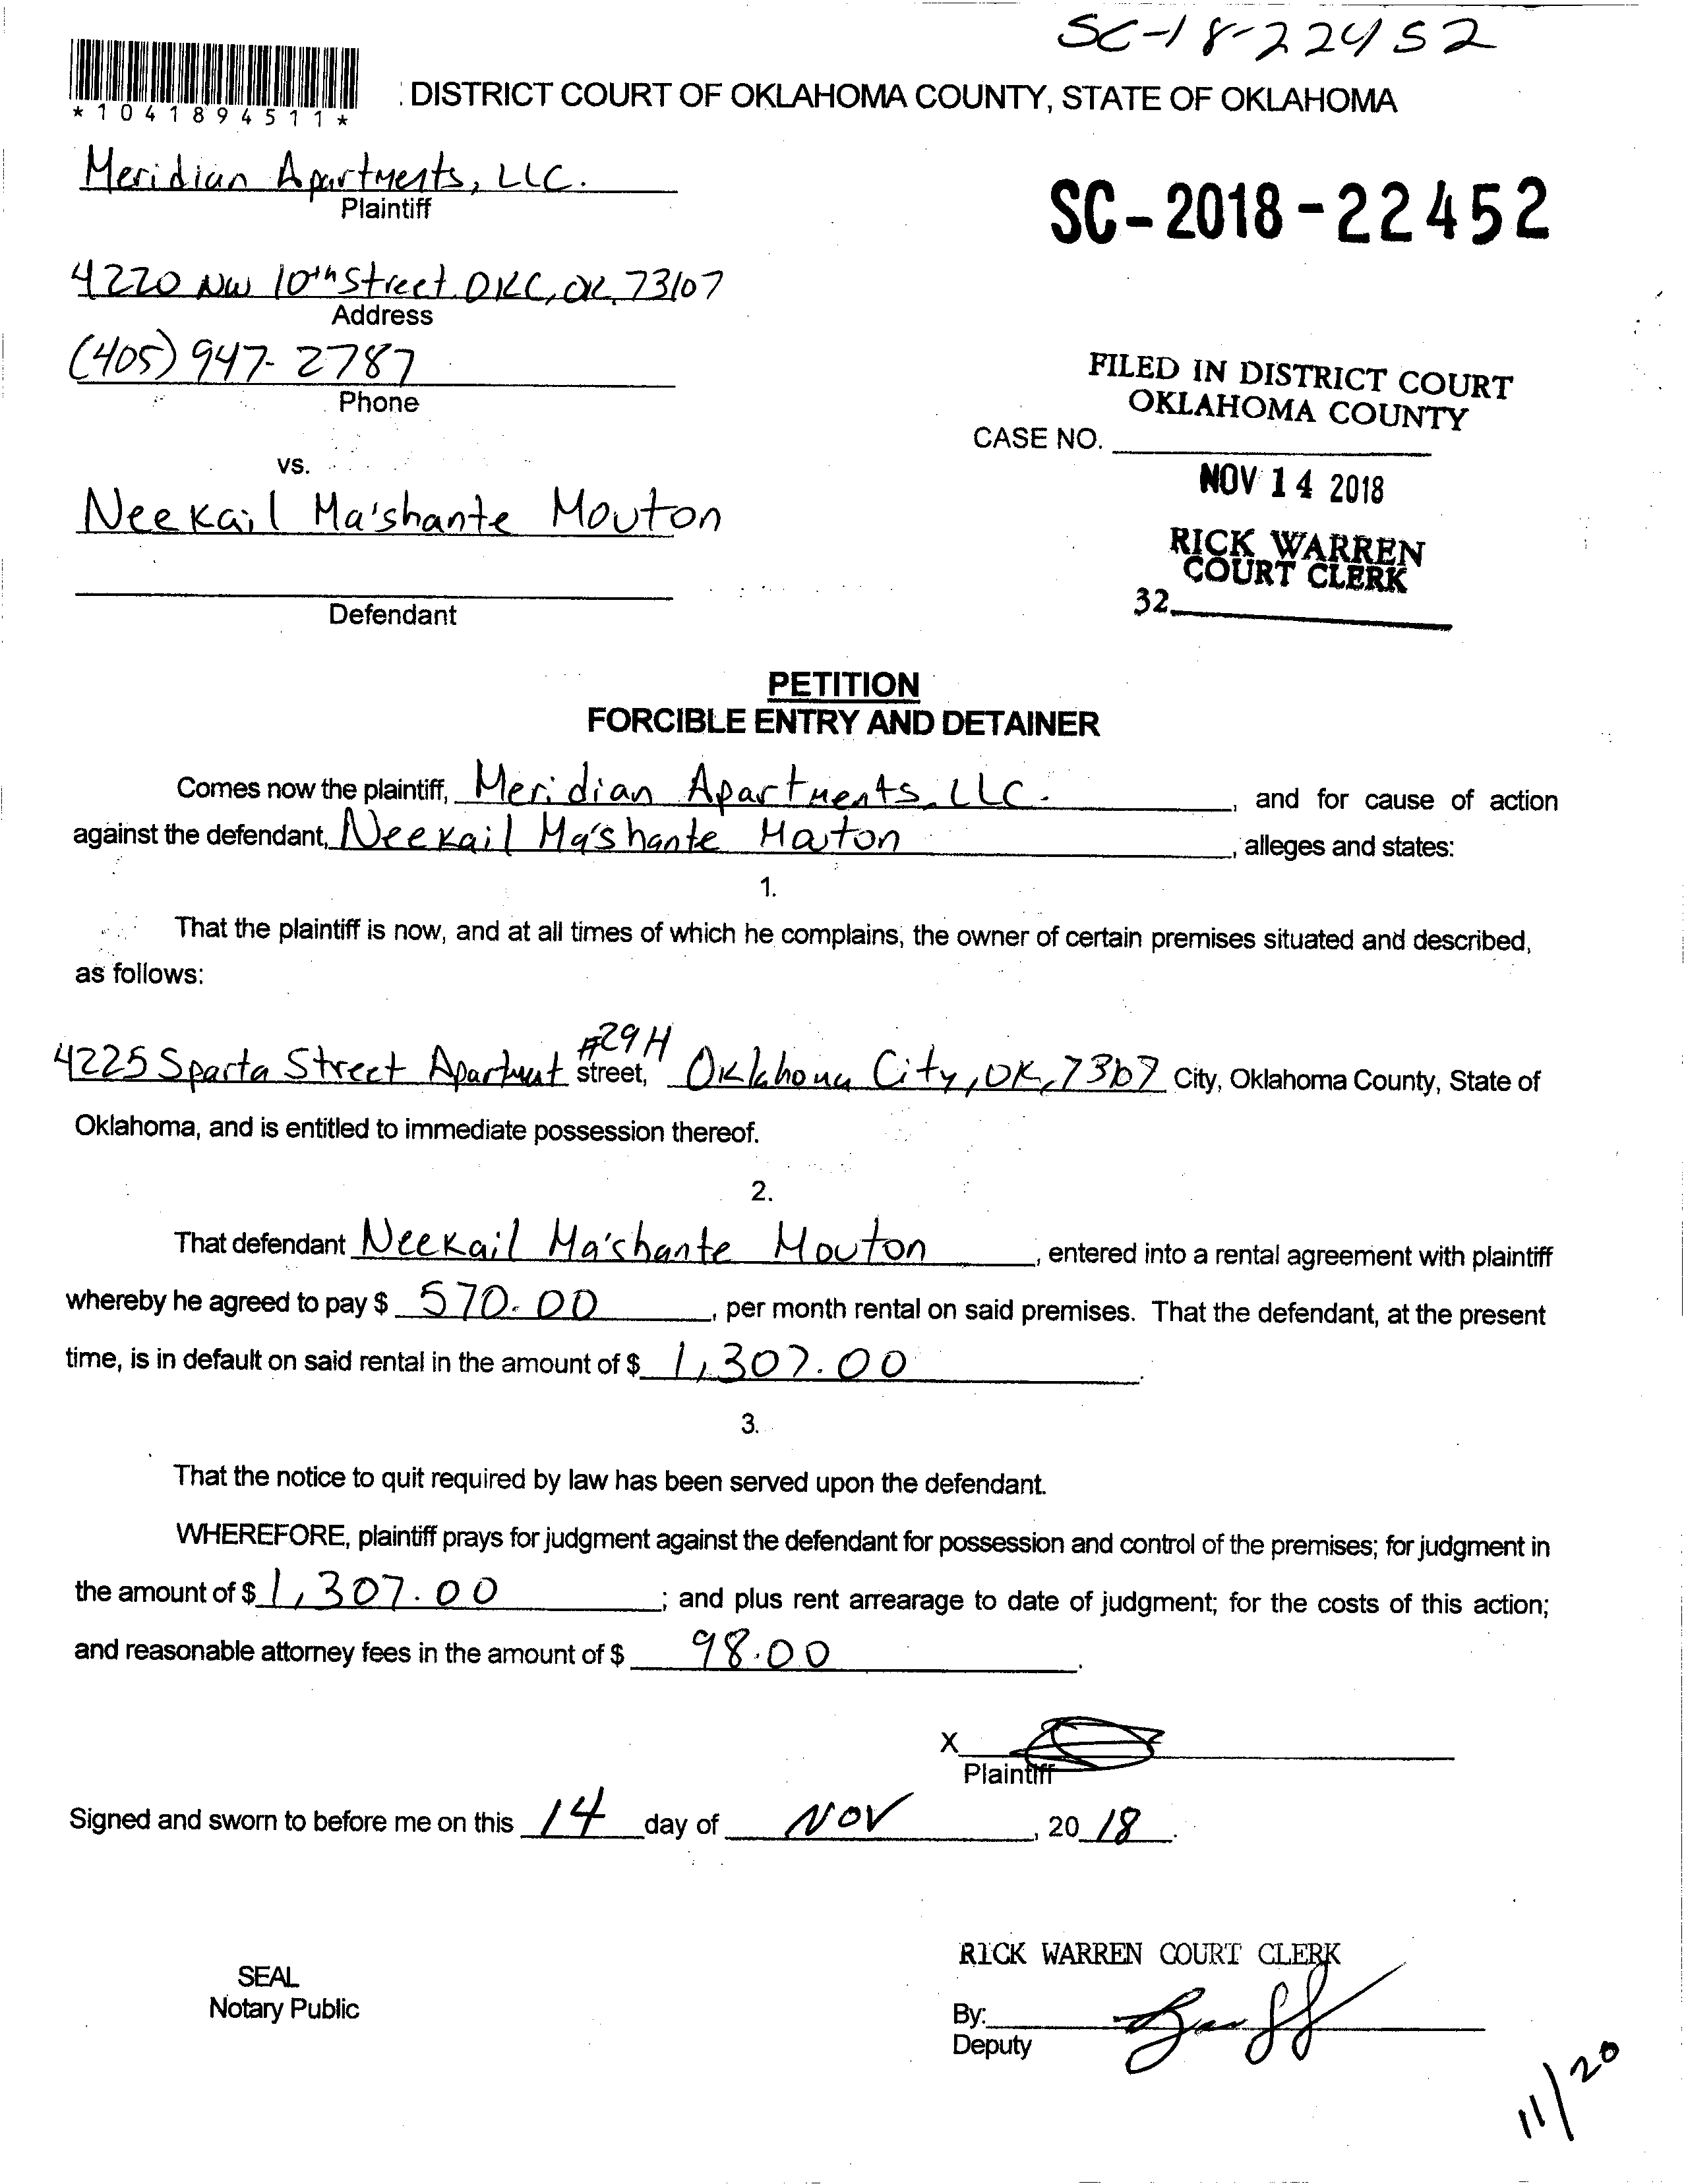 SC-18-22452
*1041894511*
DISTRICT COURT OF OKLAHOMA COUNTY, STATE OF OKLAHOMA
Meridian Apartments, LLC.
Plaintiff
SC-2018-22452
4220 NW 10th Street OKC, OK, 73107
Address
(405) 947-2787
Phone
FILED IN DISTRICT COURT
OKLAHOMA COUNTY
CASE NO.
vs.
NOV 14 2018
Neekail Ma'shante Mouton
RICK WARREN
COURT CLERK
32
Defendant
PETITION
FORCIBLE ENTRY AND DETAINER
Comes now the plaintiff, Meridian Apartments, LLC. , and for cause of action
against the defendant, Neekail Ma'shante Mouton , alleges and states:
1.
That the plaintiff is now, and at all times of which he complains, the owner of certain premises situated and described,
as follows:
#29H
4225 Sparta Street Apartment street, Oklahoma City, OK, 73107 City, Oklahoma County, State of
Oklahoma, and is entitled to immediate possession thereof.
2.
That defendant Neekail Ma'shante Mouton , entered into a rental agreement with plaintiff
whereby he agreed to pay $ 570.00 , per month rental on said premises. That the defendant, at the present
time, is in default on said rental in the amount of $ 1,307.00 .
3.
That the notice to quit required by law has been served upon the defendant.
WHEREFORE, plaintiff prays for judgment against the defendant for possession and control of the premises; for judgment in
the amount of $ 1,307.00 ; and plus rent arrearage to date of judgment; for the costs of this action;
and reasonable attorney fees in the amount of $ 98.00 .
X
Plaintiff
Signed and sworn to before me on this 14 day of NOV , 20 18 .
RICK WARREN COURT CLERK
SEAL
Notary Public
By:
Deputy
11/20